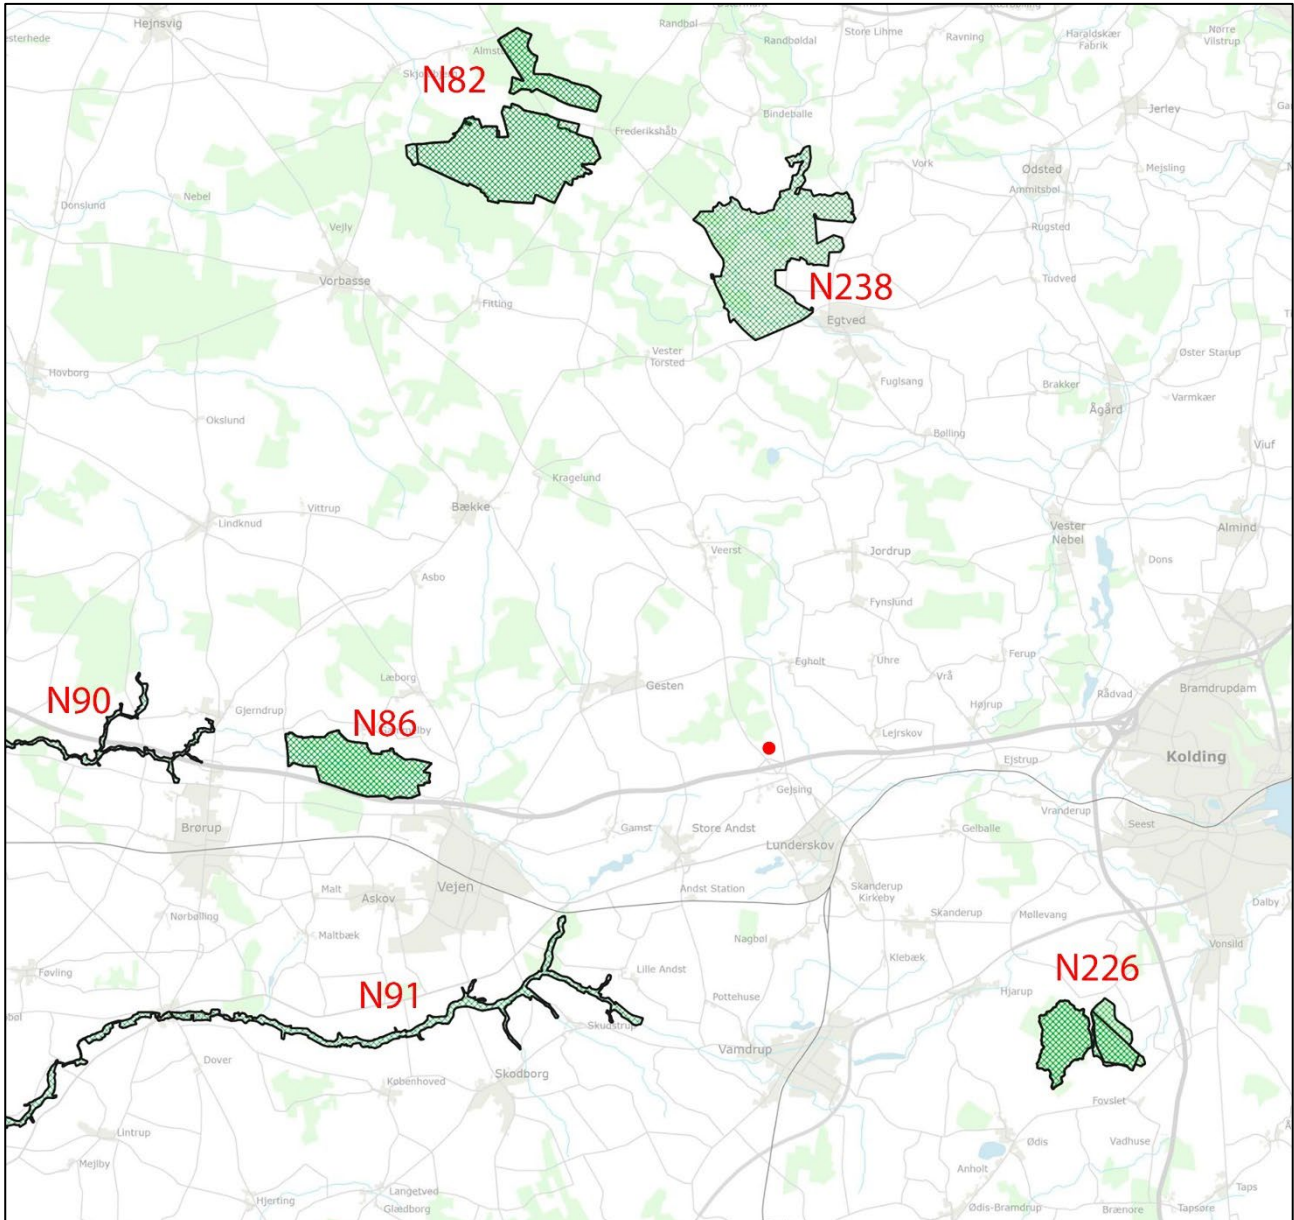 Hejnsvig
Randbøl
Randbøldal
Store Lihme
Ravning
Haraldskær
Fabrik
Nørre
Vilstrup
esterhede
N82
Bindeballe
Jerlev
Frederikshåb
Vork
Ødsted
Mejsling
Ammitsbøl
Nebel
Donslund
Vejly
Rugsted
Vorbasse
Tudved
Fitting
N238
Egtved
Vester
Torsted
Øster Starup
Hovborg
Fuglsang
Brakker
Varmkær
Ågård
Okslund
Bølling
Viuf
Kragelund
Bække
Vittrup
Lindknud
Vester
Nebel
Almind
Veerst
Jordrup
Dons
Asbo
Fynslund
Egholt
Uhre
Ferup
Vrå
Læborg
Gesten
Rådvad
Bramdrupdam
N90
Gjerndrup
N86
Højrup
Lejrskov
Kolding
Ejstrup
Gejsing
Vranderup
Seest
Brørup
Gamst
Store Andst
Lunderskov
Gelballe
Vejen
Malt
Askov
Andst Station
Skanderup
Kirkeby
Dalby
Nørbølling
Skanderup
Møllevang
Maltbæk
Nagbøl
Vonsild
Klebæk
Føvling
N91
Lille Andst
N226
Hjarup
Pottehuse
Skudstrup
Dover
Vamdrup
Skodborg
Københoved
Fovslet
Lintrup
Ødis
Vadhuse
Mejlby
Anholt
Hjerting
Langetved
Glædborg
Taps
Ødis-Bramdrup
Brænore
Tapsøre